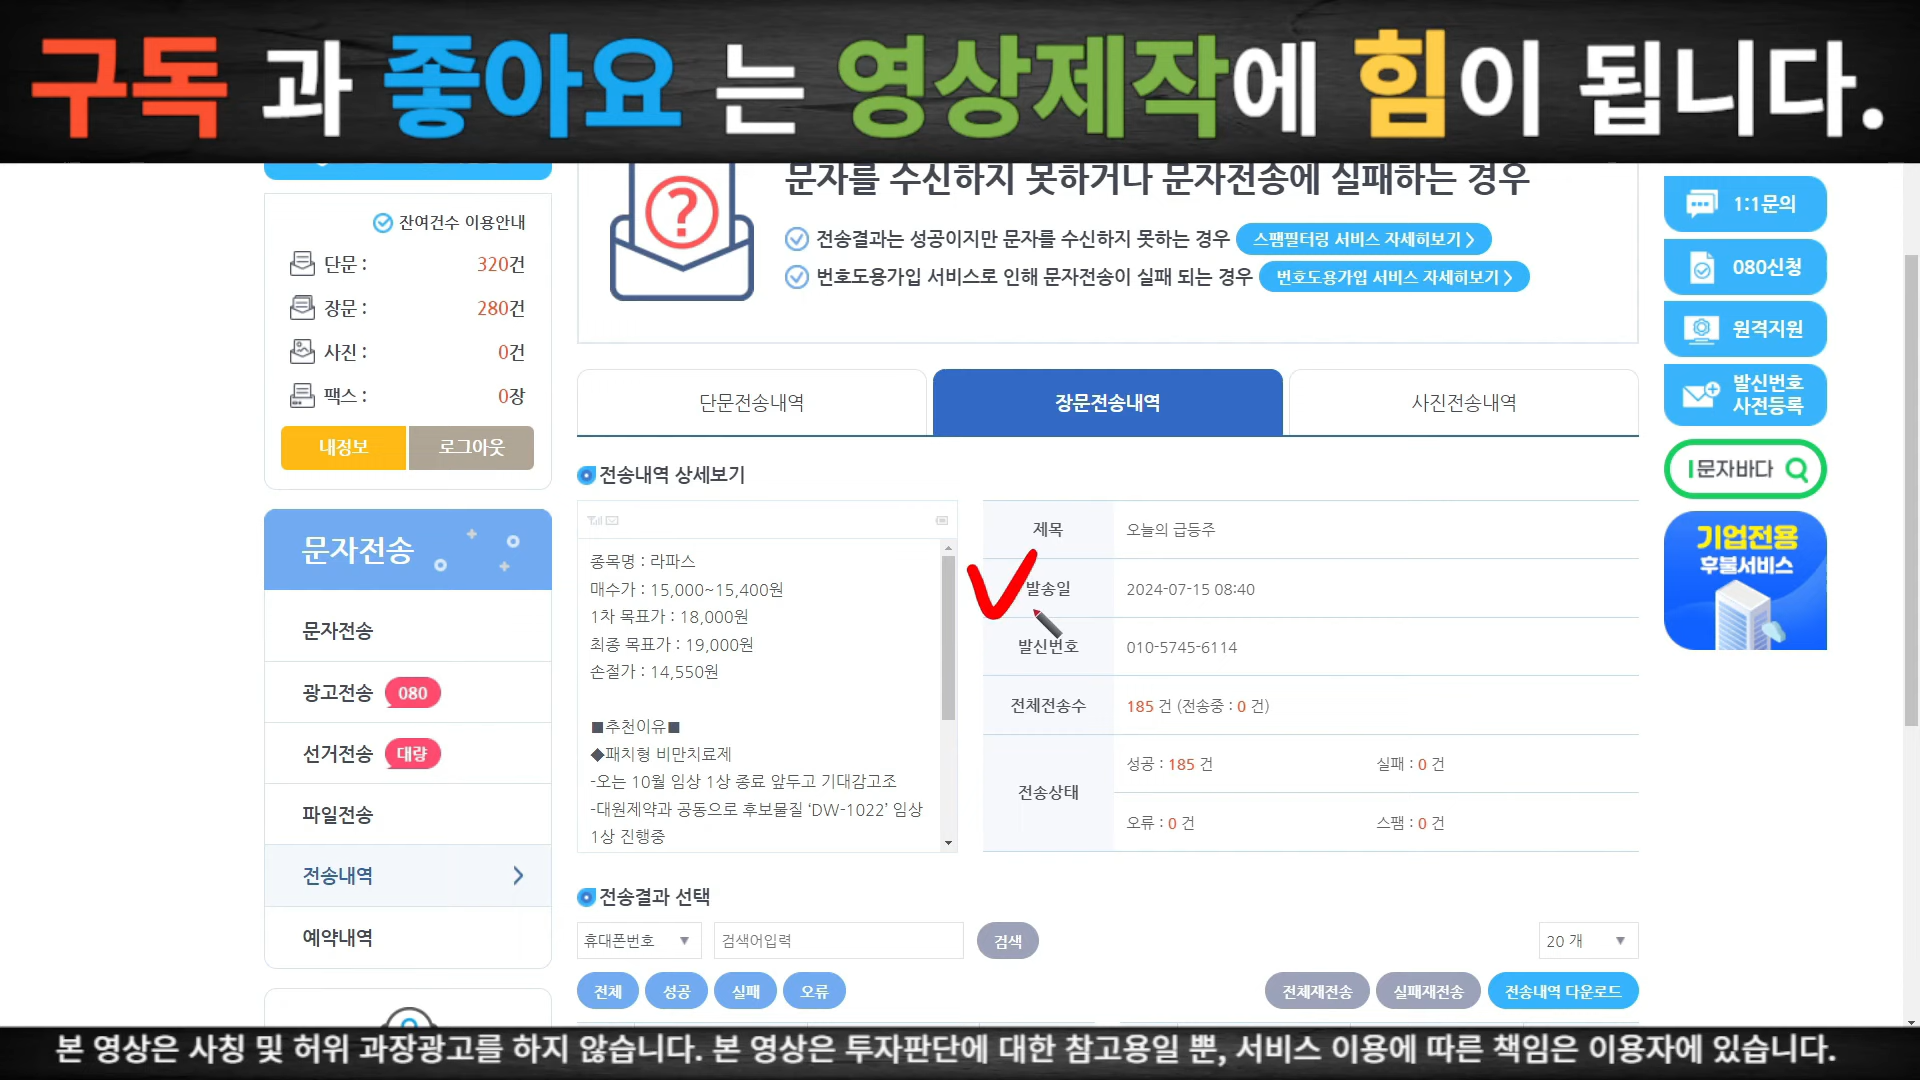 구독 과 좋아요 는 영상제작에 힘이 됩니다.
문자를 수신하지 못하거나 문자전송에 실패하는 경우
전송결과는 성공이지만 문자를 수신하지 못하는 경우 스팸필터링 서비스 자세히보기
번호도용가입 서비스로 인해 문자전송이 실패 되는 경우 번호도용가입 서비스 자세히보기
잔여건수 이용안내
단문 : 320건
장문 : 280건
사진 : 0건
팩스 : 0장
내정보 로그아웃
문자전송
문자전송
광고전송 080
선거전송 대량
파일전송
전송내역
예약내역
단문전송내역 장문전송내역 사진전송내역
전송내역 상세보기
종목명 : 라파스
매수가 : 15,000~15,400원
1차 목표가 : 18,000원
최종 목표가 : 19,000원
손절가 : 14,550원
■추천이유■
◆패치형 비만치료제
-오는 10월 임상 1상 종료 앞두고 기대감고조
-대원제약과 공동으로 후보물질 ‘DW-1022’ 임상
1상 진행중
제목 오늘의 급등주
발송일 2024-07-15 08:40
발신번호 010-5745-6114
전체전송수 185 건 (전송중 : 0 건)
전송상태
성공 : 185 건 실패 : 0 건
오류 : 0 건 스팸 : 0 건
전송결과 선택
휴대폰번호 ▼ 검색어입력 검색 20 개 ▼
전체 성공 실패 오류 전체재전송 실패재전송 전송내역 다운로드
1:1문의
080신청
원격지원
발신번호
사전등록
문자바다
기업전용
후불서비스
본 영상은 사칭 및 허위 과장광고를 하지 않습니다. 본 영상은 투자판단에 대한 참고용일 뿐, 서비스 이용에 따른 책임은 이용자에 있습니다.